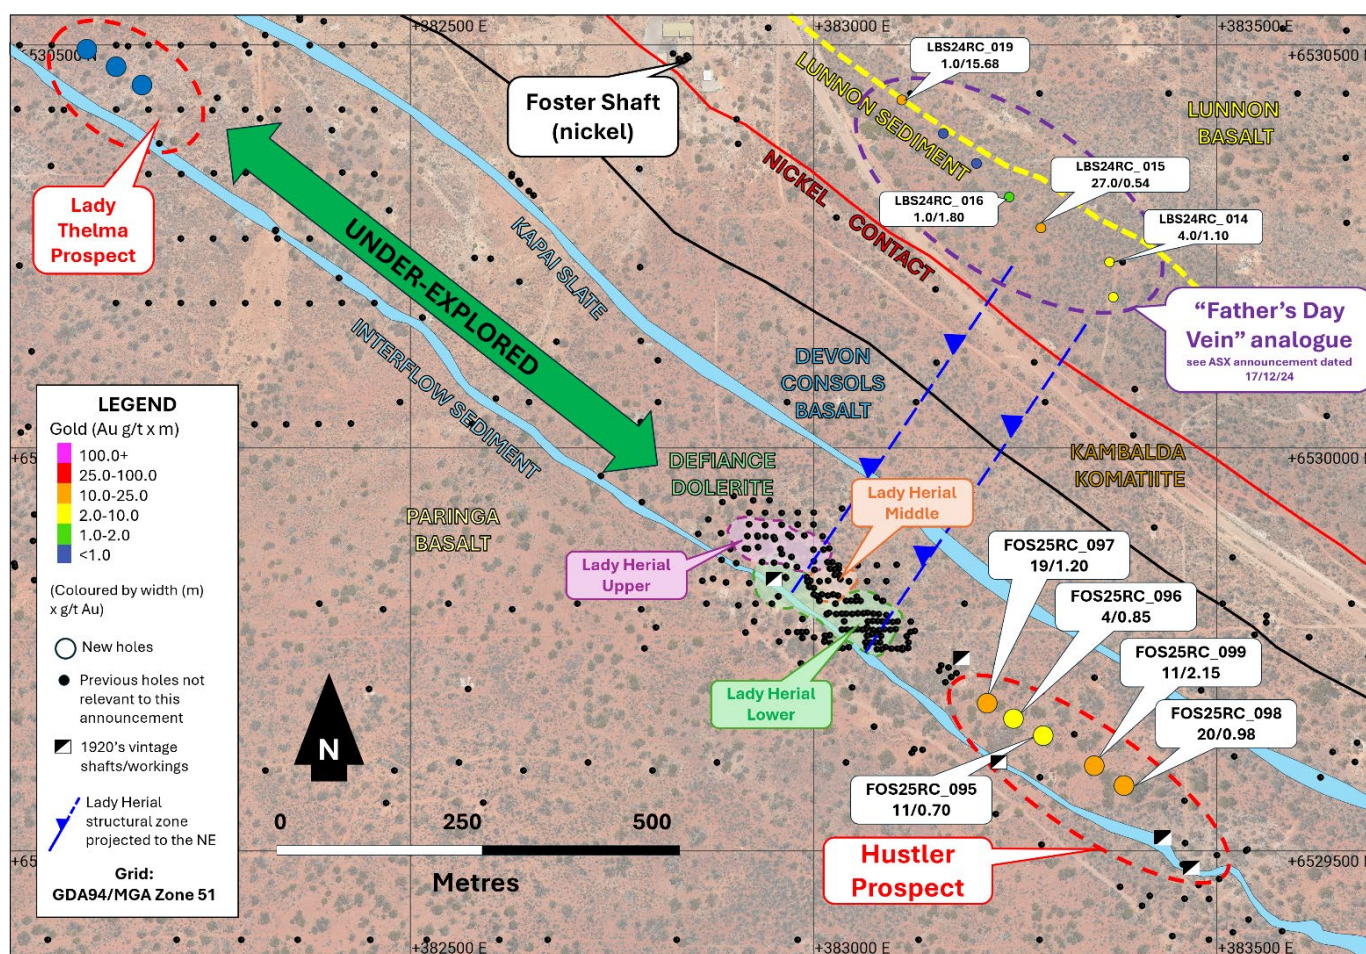 +382500 E
+383000 E
+383500 E
+6530500 N
+6530500 N
LBS24RC_019
1.0/15.68
LUNNON SEDIMENT
LUNNON
BASALT
Foster Shaft
(nickel)
NICKEL CONTACT
LBS24RC_ 015
27.0/0.54
LBS24RC_ 016
1.0/1.80
LBS24RC_014
4.0/1.10
Lady
Thelma
Prospect
UNDER-EXPLORED
KAPAI SLATE
INTERFLOW SEDIMENT
"Father's Day
Vein" analogue
see ASX announcement dated
17/12/24
DEVON
CONSOLS
BASALT
KAMBALDA
KOMATIITE
DEFIANCE
DOLERITE
PARINGA
BASALT
+6530000 N
LEGEND
Gold (Au g/t x m)
100.0+
25.0-100.0
10.0-25.0
2.0-10.0
1.0-2.0
<1.0
(Coloured by width (m)
x g/t Au)
New holes
Previous holes not
relevant to this
announcement
1920's vintage
shafts/workings
Lady Herial
structural zone
projected to the NE
Grid:
GDA94/MGA Zone 51
N
Lady Herial
Middle
Lady Herial
Upper
Lady Herial
Lower
FOS25RC_097
19/1.20
FOS25RC_096
4/0.85
FOS25RC_099
11/2.15
FOS25RC_098
20/0.98
FOS25RC_095
11/0.70
0
250
500
Metres
Hustler
Prospect
+6529500 N
+382500 E
+383000 E
+383500 E